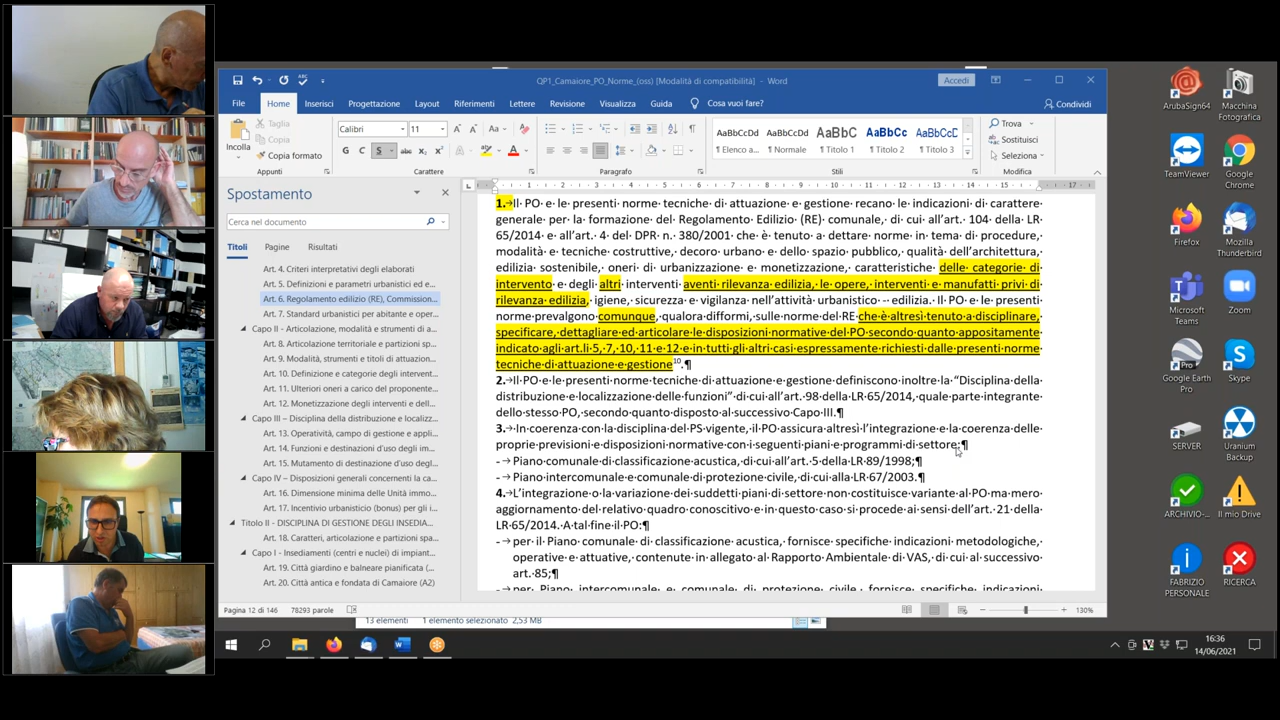 QP1_Camaiore_PO_Norme_(oss) [Modalità di compatibilità] - Word
Accedi
File Home Inserisci Progettazione Layout Riferimenti Lettere Revisione Visualizza Guida Cosa vuoi fare? Condividi
Incolla
Taglia
Copia
Copia formato
Calibri 11
Carattere
Paragrafo
AaBbCcDd AaBbCcDd AaBbC AaBbCc AaBbCcD
¶ Elenco a... ¶ Normale ¶ Titolo 1 ¶ Titolo 2 ¶ Titolo 3
Stili
Trova
Sostituisci
Seleziona
Modifica
Spostamento
Cerca nel documento
Titoli Pagine Risultati
Art. 4. Criteri interpretativi degli elaborati
Art. 5. Definizioni e parametri urbanistici ed e...
Art. 6. Regolamento edilizio (RE), Commission...
Art. 7. Standard urbanistici per abitante e oper...
Capo II - Articolazione, modalità e strumenti di a...
Art. 8. Articolazione territoriale e partizioni sp...
Art. 9. Modalità, strumenti e titoli di attuazion...
Art. 10. Definizione e categorie degli intervent...
Art. 11. Ulteriori oneri a carico del proponente...
Art. 12. Monetizzazione degli interventi e dell...
Capo III – Disciplina della distribuzione e localizz...
Art. 13. Operatività, campo di gestione e appli...
Art. 14. Funzioni e destinazioni d'uso degli im...
Art. 15. Mutamento di destinazione d'uso degl...
Capo IV – Disposizioni generali concernenti la ca...
Art. 16. Dimensione minima delle Unità immo...
Art. 17. Incentivo urbanistico (bonus) per gli i...
Titolo II - DISCIPLINA DI GESTIONE DEGLI INSEDIA...
Art. 18. Caratteri, articolazione e partizioni spa...
Capo I - Insediamenti (centri e nuclei) di impiant...
Art. 19. Città giardino e balneare pianificata (...
Art. 20. Città antica e fondata di Camaiore (A2)
1. Il PO e le presenti norme tecniche di attuazione e gestione recano le indicazioni di carattere
generale per la formazione del Regolamento Edilizio (RE) comunale, di cui all'art. 104 della LR
65/2014 e all'art. 4 del DPR n. 380/2001 che è tenuto a dettare norme in tema di procedure,
modalità e tecniche costruttive, decoro urbano e dello spazio pubblico, qualità dell'architettura,
edilizia sostenibile, oneri di urbanizzazione e monetizzazione, caratteristiche delle categorie di
intervento e degli altri interventi aventi rilevanza edilizia, le opere, interventi e manufatti privi di
rilevanza edilizia, igiene, sicurezza e vigilanza nell'attività urbanistico - edilizia. Il PO e le presenti
norme prevalgono comunque, qualora difformi, sulle norme del RE che è altresì tenuto a disciplinare,
specificare, dettagliare ed articolare le disposizioni normative del PO secondo quanto appositamente
indicato agli art.li 5, 7, 10, 11 e 12 e in tutti gli altri casi espressamente richiesti dalle presenti norme
tecniche di attuazione e gestione10.¶
2. Il PO e le presenti norme tecniche di attuazione e gestione definiscono inoltre la "Disciplina della
distribuzione e localizzazione delle funzioni" di cui all'art. 98 della LR 65/2014, quale parte integrante
dello stesso PO, secondo quanto disposto al successivo Capo III.¶
3. In coerenza con la disciplina del PS vigente, il PO assicura altresì l'integrazione e la coerenza delle
proprie previsioni e disposizioni normative con i seguenti piani e programmi di settore:¶
- Piano comunale di classificazione acustica, di cui all'art. 5 della LR 89/1998;¶
- Piano intercomunale e comunale di protezione civile, di cui alla LR 67/2003.¶
4. L'integrazione o la variazione dei suddetti piani di settore non costituisce variante al PO ma mero
aggiornamento del relativo quadro conoscitivo e in questo caso si procede ai sensi dell'art. 21 della
LR 65/2014. A tal fine il PO:¶
- per il Piano comunale di classificazione acustica, fornisce specifiche indicazioni metodologiche,
operative e attuative, contenute in allegato al Rapporto Ambientale di VAS, di cui al successivo
art. 85;¶
- per Piano intercomunale e comunale di protezione civile fornisce specifiche indicazioni
Pagina 12 di 146 78293 parole 130%
13 elementi 1 elemento selezionato 2,53 MB
ArubaSign64
Macchina Fotografica
TeamViewer
Google Chrome
Firefox
Mozilla Thunderbird
Microsoft Teams
Zoom
Google Earth Pro
Skype
SERVER
Uranium Backup
ARCHIVIO-...
Il mio Drive
FABRIZIO PERSONALE
RICERCA
16:36
14/06/2021